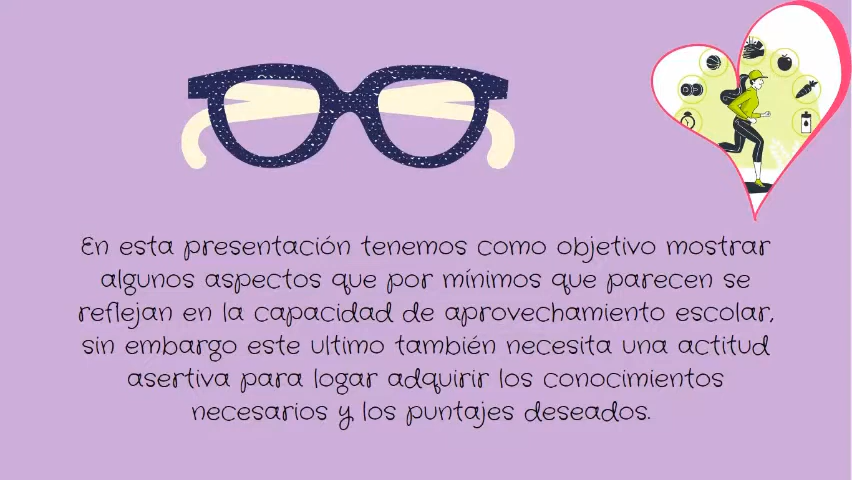 En esta presentación tenemos como objetivo mostrar
algunos aspectos que por mínimos que parecen se
reflejan en la capacidad de aprovechamiento escolar,
sin embargo este ultimo también necesita una actitud
asertiva para logar adquirir los conocimientos
necesarios y los puntajes deseados.